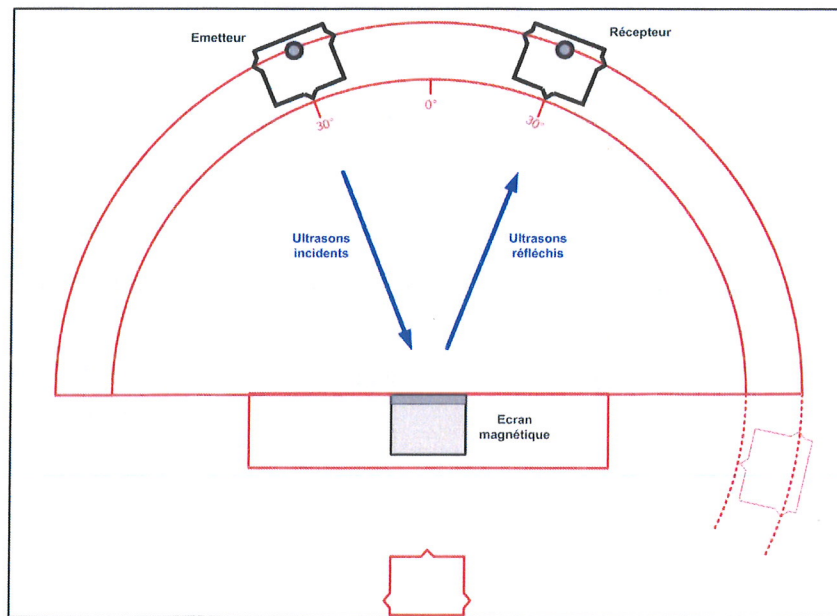 Emetteur
Récepteur
30°
0°
30°
Ultrasons
incidents
Ultrasons
réfléchis
Ecran
magnétique